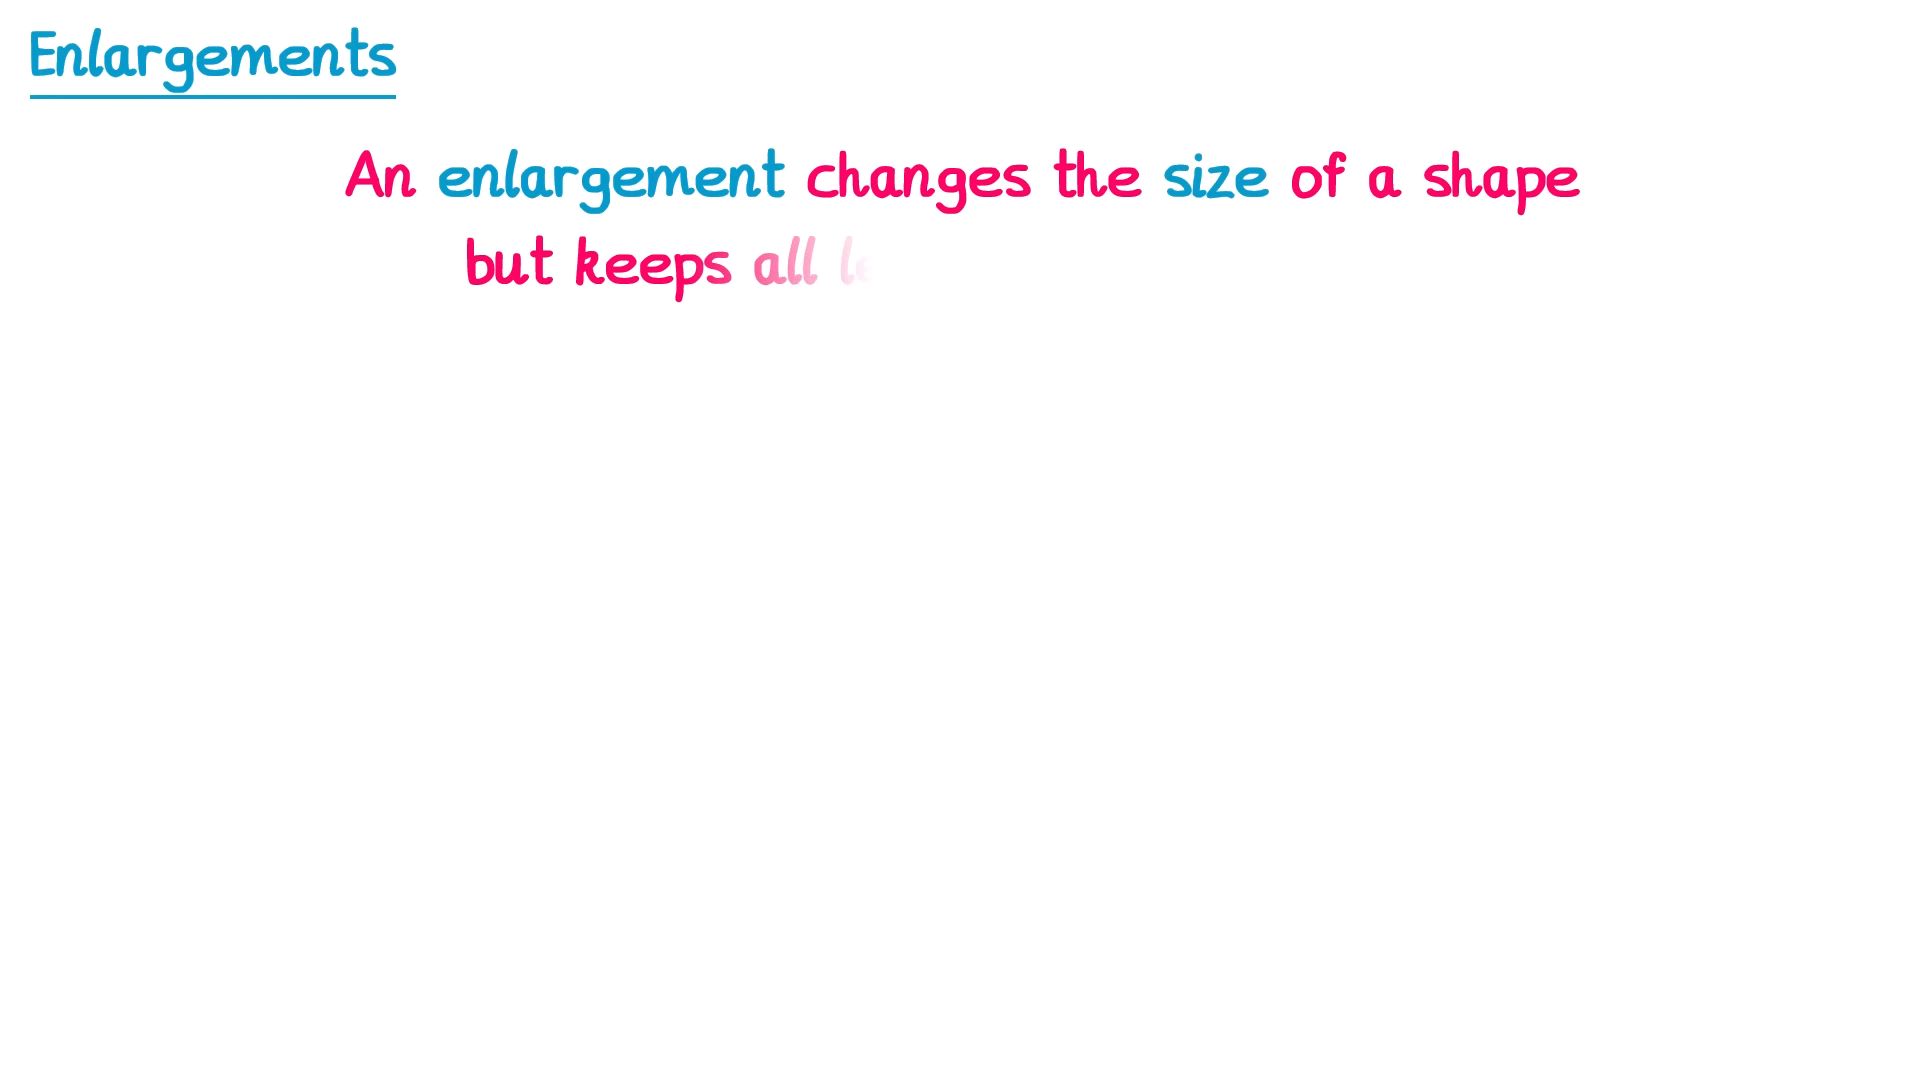 Enlargements
An enlargement changes the size of a shape
but keeps all